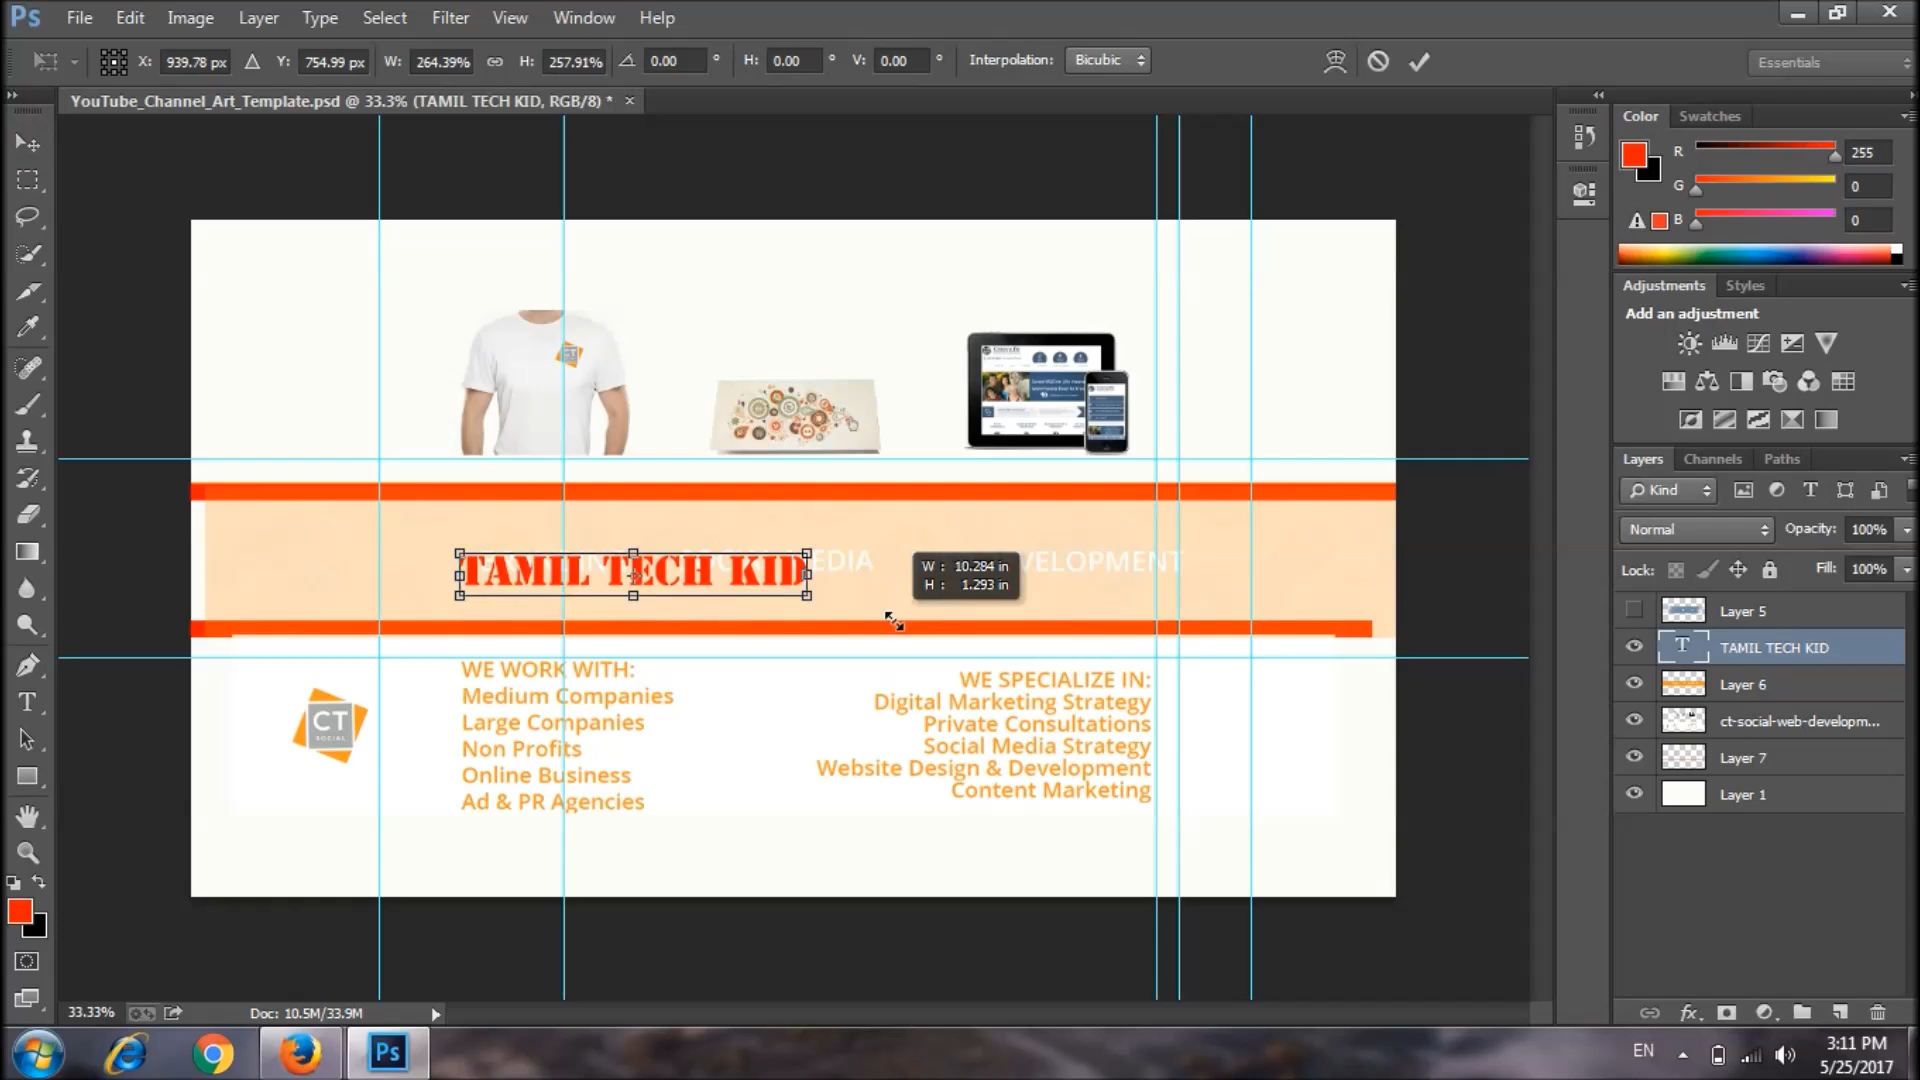 Ps File Edit Image Layer Type Select Filter View Window Help
X: 939.78 px Y: 754.99 px W: 264.39% H: 257.91% 0.00 ° H: 0.00 ° V: 0.00 ° Interpolation: Bicubic Essentials
YouTube_Channel_Art_Template.psd @ 33.3% (TAMIL TECH KID, RGB/8) * ×
Color Swatches
R 255
G 0
B 0
Adjustments Styles
Add an adjustment
CT
MEDIA
VELOPMENT
TAMIL TECH KID
W : 10.284 in
H : 1.293 in
WE WORK WITH:
Medium Companies
Large Companies
Non Profits
Online Business
Ad & PR Agencies
CT
SOCIAL
WE SPECIALIZE IN:
Digital Marketing Strategy
Private Consultations
Social Media Strategy
Website Design & Development
Content Marketing
Layers Channels Paths
Kind
Normal Opacity: 100%
Lock: Fill: 100%
Layer 5
T TAMIL TECH KID
Layer 6
ct-social-web-developm...
Layer 7
Layer 1
33.33% Doc: 10.5M/33.9M
Ps
EN
3:11 PM
5/25/2017